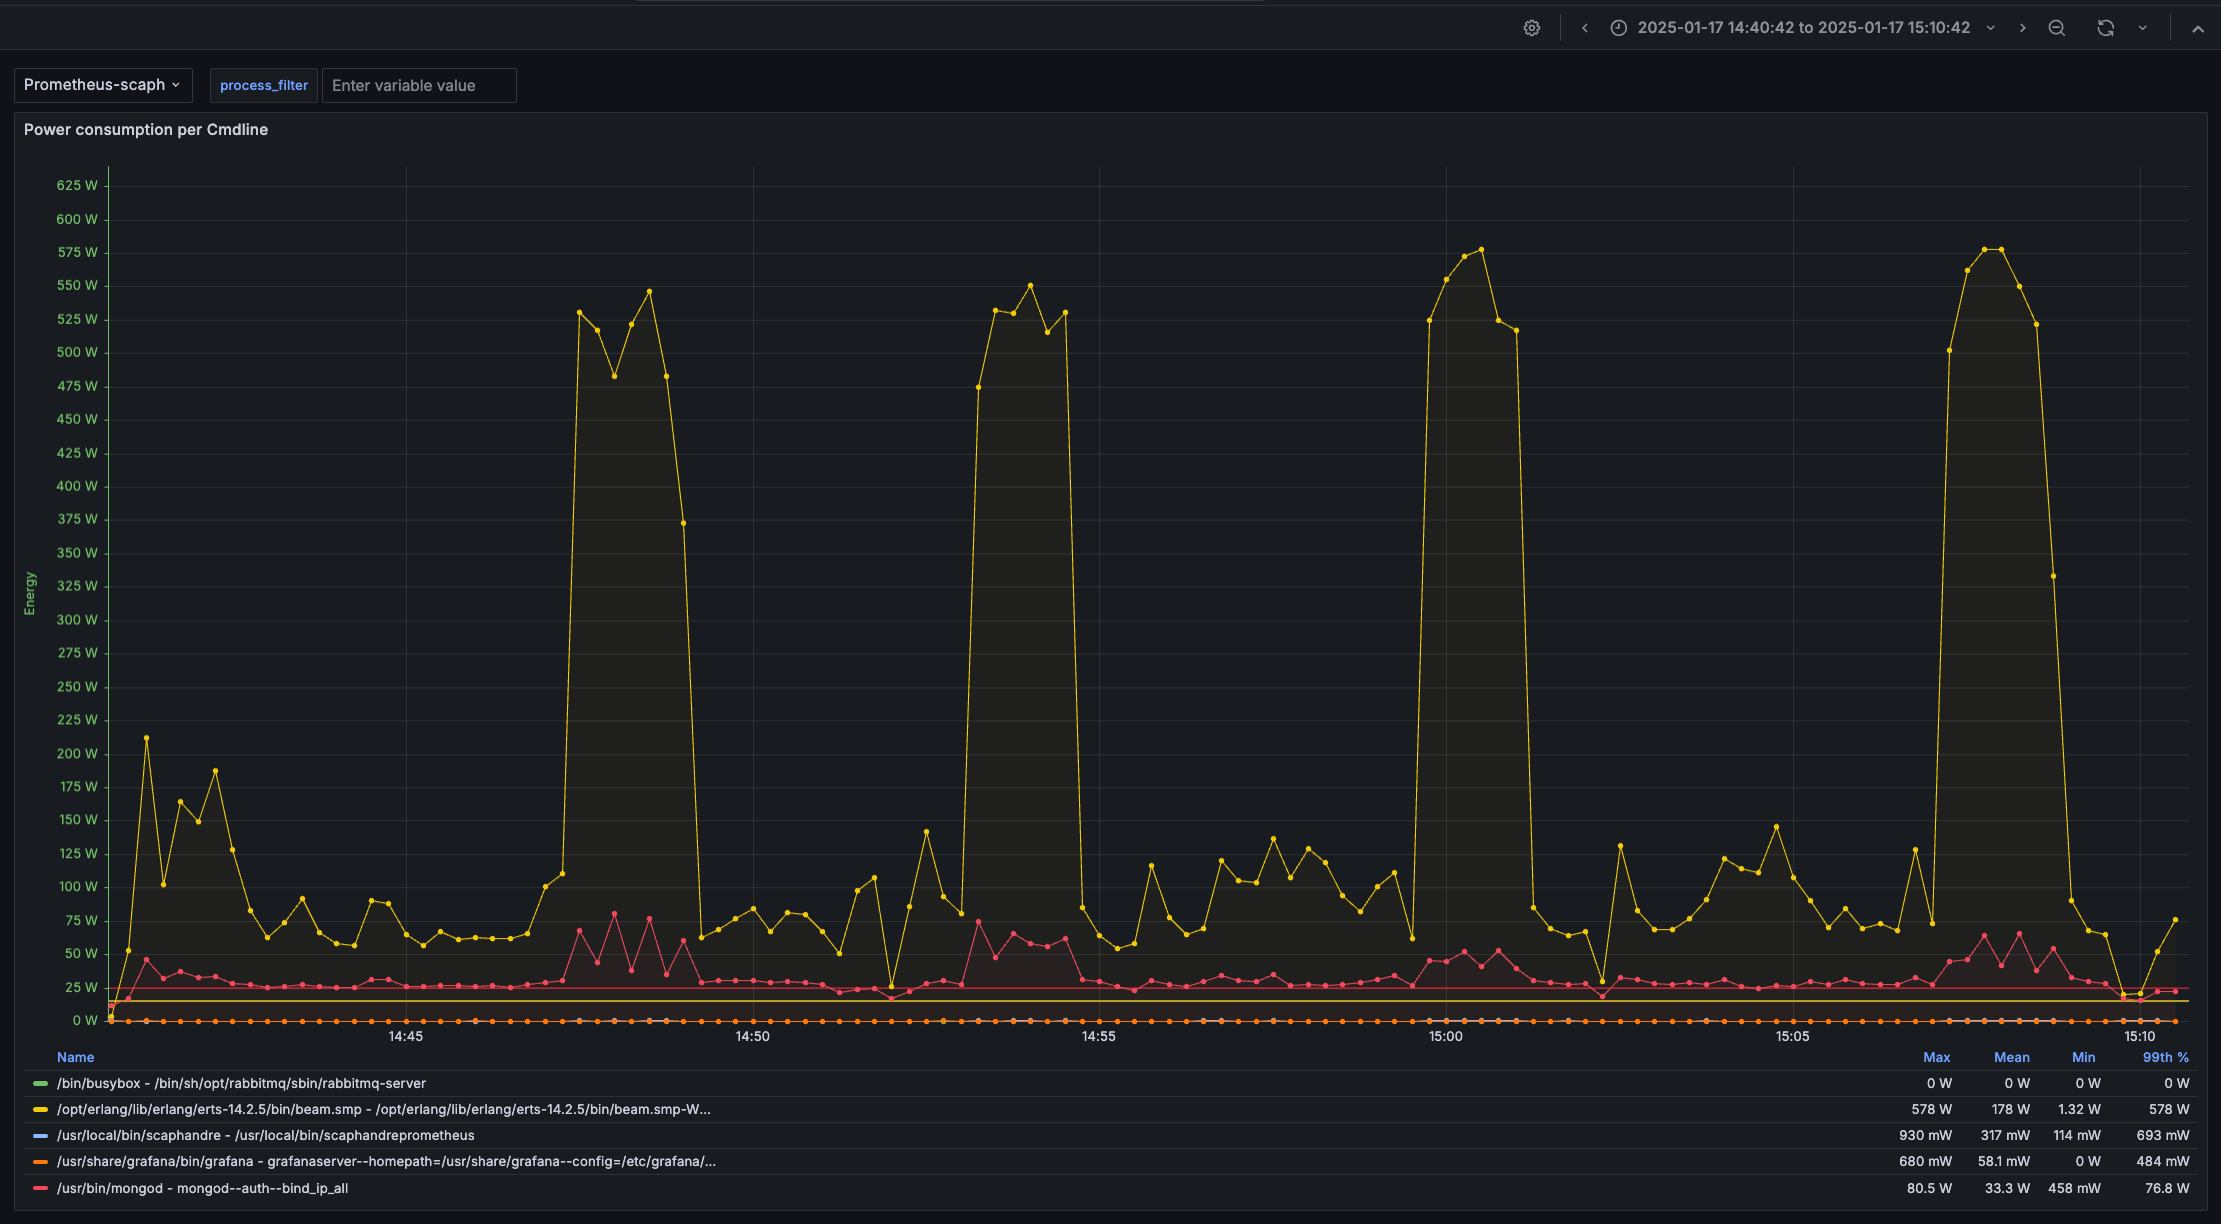 2025-01-17 14:40:42 to 2025-01-17 15:10:42
Prometheus-scaph process_filter Enter variable value
Power consumption per Cmdline
625 W
600 W
575 W
550 W
525 W
500 W
475 W
450 W
425 W
400 W
375 W
350 W
325 W
300 W
275 W
250 W
225 W
200 W
175 W
150 W
125 W
100 W
75 W
50 W
25 W
0 W
Energy
14:45 14:50 14:55 15:00 15:05 15:10
Name Max Mean Min 99th %
/bin/busybox - /bin/sh/opt/rabbitmq/sbin/rabbitmq-server 0 W 0 W 0 W 0 W
/opt/erlang/lib/erlang/erts-14.2.5/bin/beam.smp - /opt/erlang/lib/erlang/erts-14.2.5/bin/beam.smp-W... 578 W 178 W 1.32 W 578 W
/usr/local/bin/scaphandre - /usr/local/bin/scaphandreprometheus 930 mW 317 mW 114 mW 693 mW
/usr/share/grafana/bin/grafana - grafanaserver--homepath=/usr/share/grafana--config=/etc/grafana/... 680 mW 58.1 mW 0 W 484 mW
/usr/bin/mongod - mongod--auth--bind_ip_all 80.5 W 33.3 W 458 mW 76.8 W